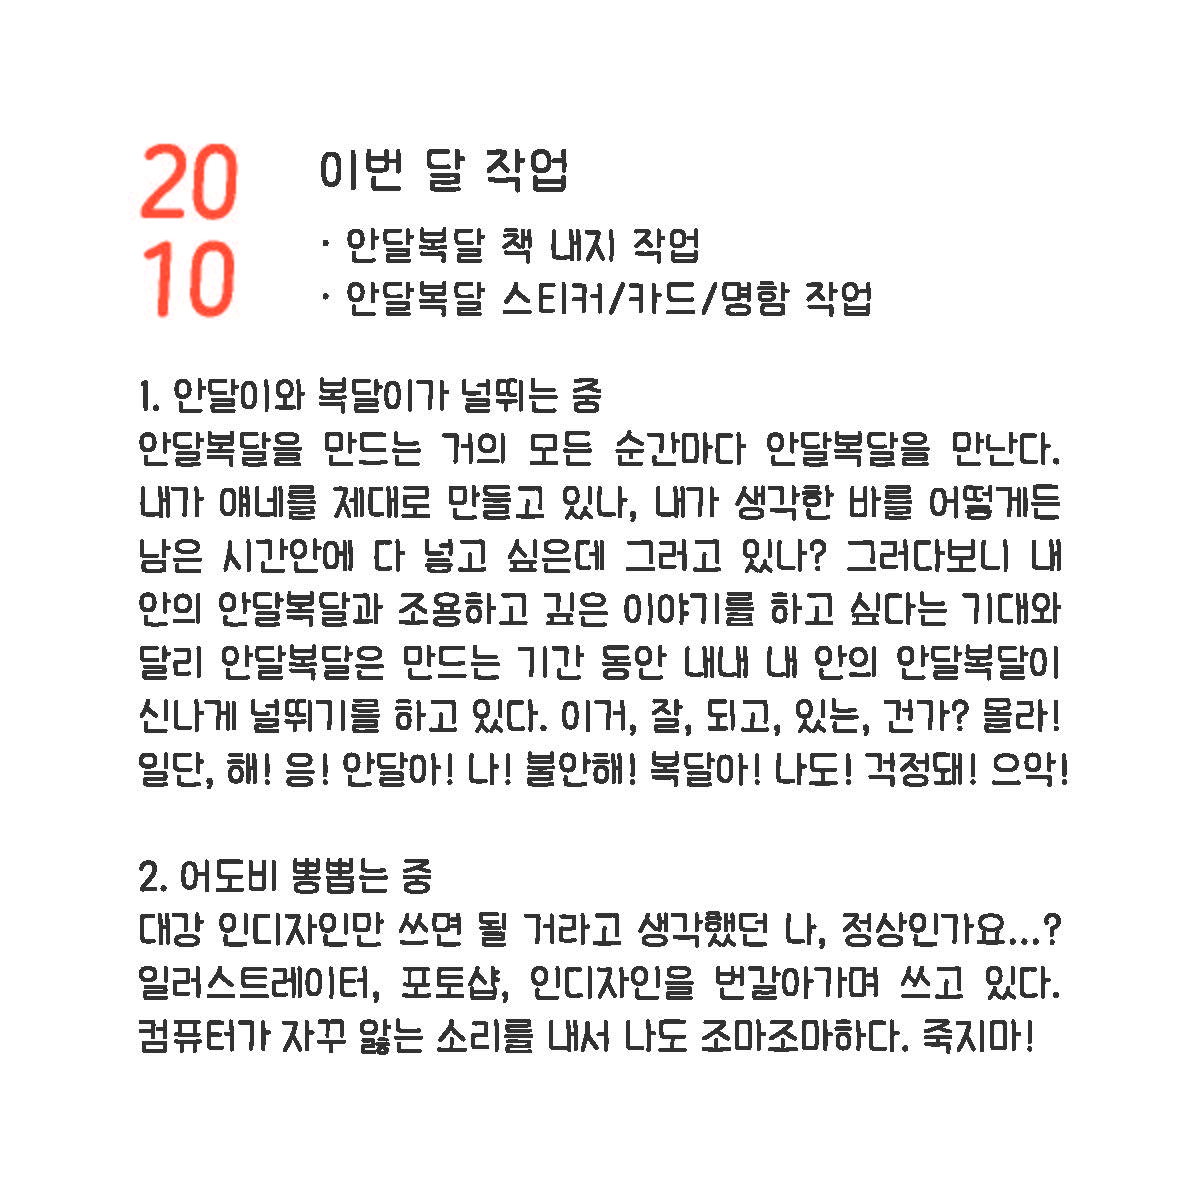 20
10
이번 달 작업
· 안달복달 책 내지 작업
· 안달복달 스티커/카드/명함 작업
1. 안달이와 복달이가 널뛰는 중
안달복달을 만드는 거의 모든 순간마다 안달복달을 만난다.
내가 얘네를 제대로 만들고 있나, 내가 생각한 바를 어떻게든
남은 시간안에 다 넣고 싶은데 그러고 있나? 그러다보니 내
안의 안달복달과 조용하고 깊은 이야기를 하고 싶다는 기대와
달리 안달복달은 만드는 기간 동안 내내 내 안의 안달복달이
신나게 널뛰기를 하고 있다. 이거, 잘, 되고, 있는, 건가? 몰라!
일단, 해! 응! 안달아! 나! 불안해! 복달아! 나도! 걱정돼! 으악!
2. 어도비 뽕뽑는 중
대강 인디자인만 쓰면 될 거라고 생각했던 나, 정상인가요...?
일러스트레이터, 포토샵, 인디자인을 번갈아가며 쓰고 있다.
컴퓨터가 자꾸 앓는 소리를 내서 나도 조마조마하다. 죽지마!